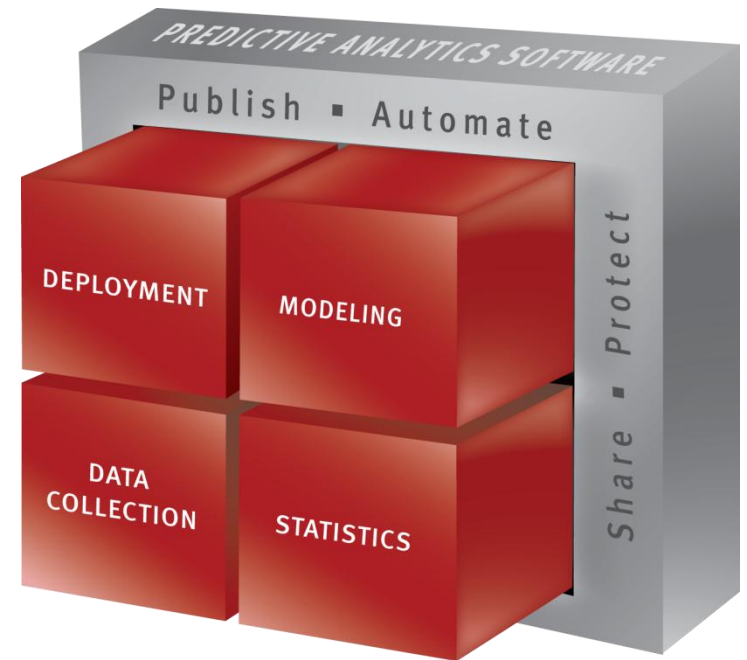 PREDICTIVE ANALYTICS SOFTWARE
Publish ▪ Automate
Share ▪ Protect
DEPLOYMENT
MODELING
DATA
COLLECTION
STATISTICS